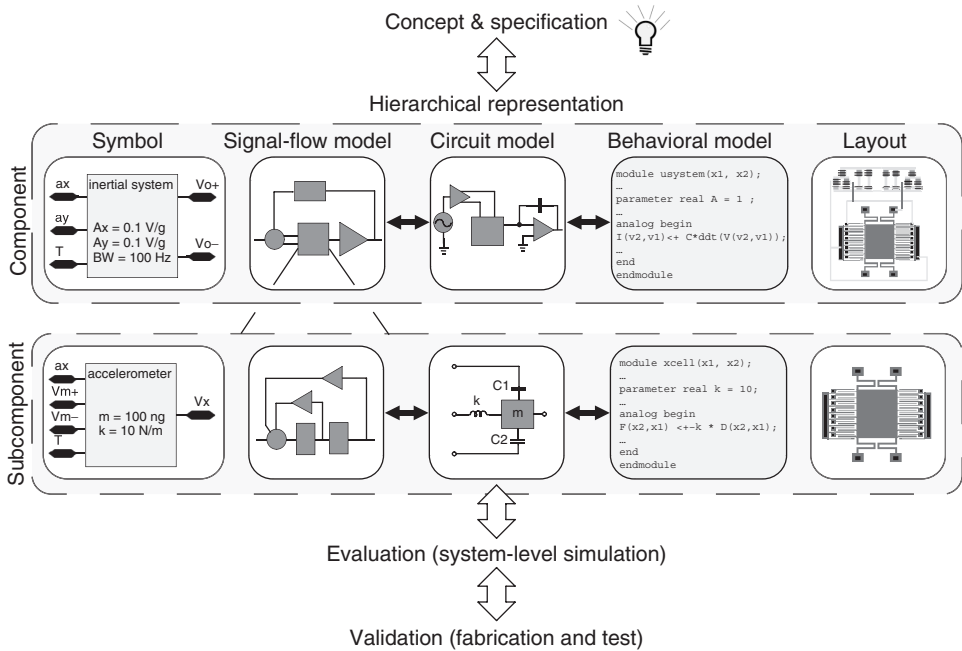 Concept & specification
Hierarchical representation
Component
Symbol
Signal-flow model
Circuit model
Behavioral model
Layout
ax
ay
T
inertial system
Ax = 0.1 V/g
Ay = 0.1 V/g
BW = 100 Hz
Vo+
Vo–
module usystem(x1, x2);
…
parameter real A = 1 ;
…
analog begin
I(v2,v1)<+ C*ddt(V(v2,v1));
…
end
endmodule
Subcomponent
ax
Vm+
Vm–
T
accelerometer
m = 100 ng
k = 10 N/m
Vx
C1
k
m
C2
module xcell(x1, x2);
…
parameter real k = 10;
…
analog begin
F(x2,x1) <+-k * D(x2,x1);
…
end
endmodule
Evaluation (system-level simulation)
Validation (fabrication and test)